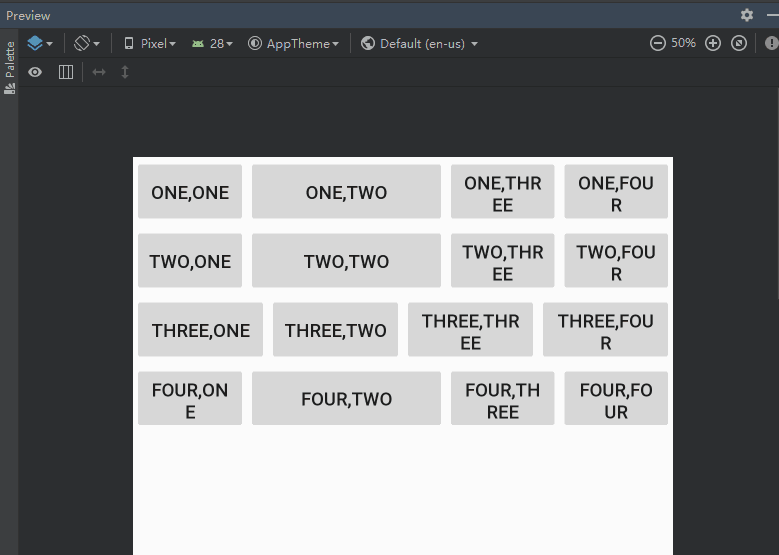 Preview
Palette
Pixel
28
AppTheme
Default (en-us)
50%
ONE,ONE
ONE,TWO
ONE,THR
EE
ONE,FOU
R
TWO,ONE
TWO,TWO
TWO,THR
EE
TWO,FOU
R
THREE,ONE
THREE,TWO
THREE,THR
EE
THREE,FOU
R
FOUR,ON
E
FOUR,TWO
FOUR,TH
REE
FOUR,FO
UR